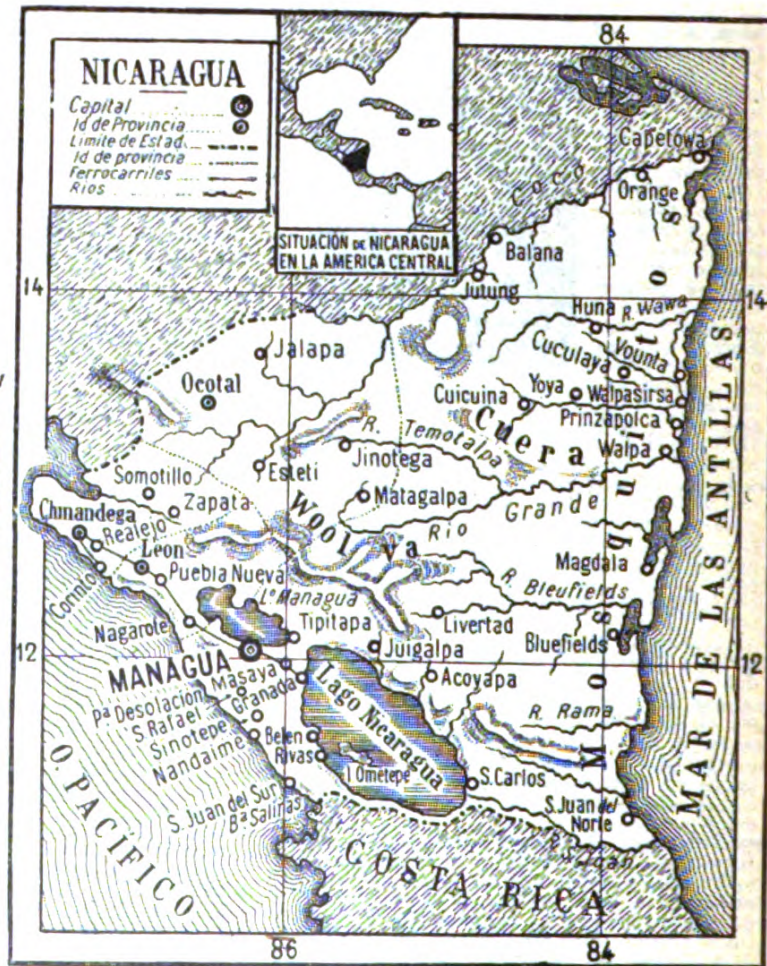 NICARAGUA
Capital
Id de Provincia
Limite de Estad.
Id de provincia
Ferrocarriles
Rios
SITUACIÓN DE NICARAGUA
EN LA AMERICA CENTRAL
84
Capetowa
Coco
Orange
Balana
Jutung
14
14
Huna
R. Wawa
Jalapa
Cuculaya
Vounta
Ocotal
Yoya
Walpasirsa
Cuicuina
Prinzapolca
Cuera
R. Temotalpa
Walpa
Jinotega
Esteti
Somotillo
Matagalpa
Zapata
Grande
Woolva
Rio
Chnandega
Realejo
Leon
Magdala
Puebla Nueva
R. Bleufields
Lº Managua
Nagarote
Tipitapa
Livertad
Bluefields
12
12
MANAGUA
Juigalpa
Masaya
Acoyapa
Pª Desolación
Granada
S Rafael
Lago Nicaragua
R. Rama
Sinotepe
Belen
Nandaime
Rivas
I Ometepe
S. Carlos
S. Juan del Sur
Bª Salinas
S. Juan del
Norte
Mosquitos
MAR DE LAS ANTILLAS
O. PACÍFICO
COSTA RICA
Juan
86
84